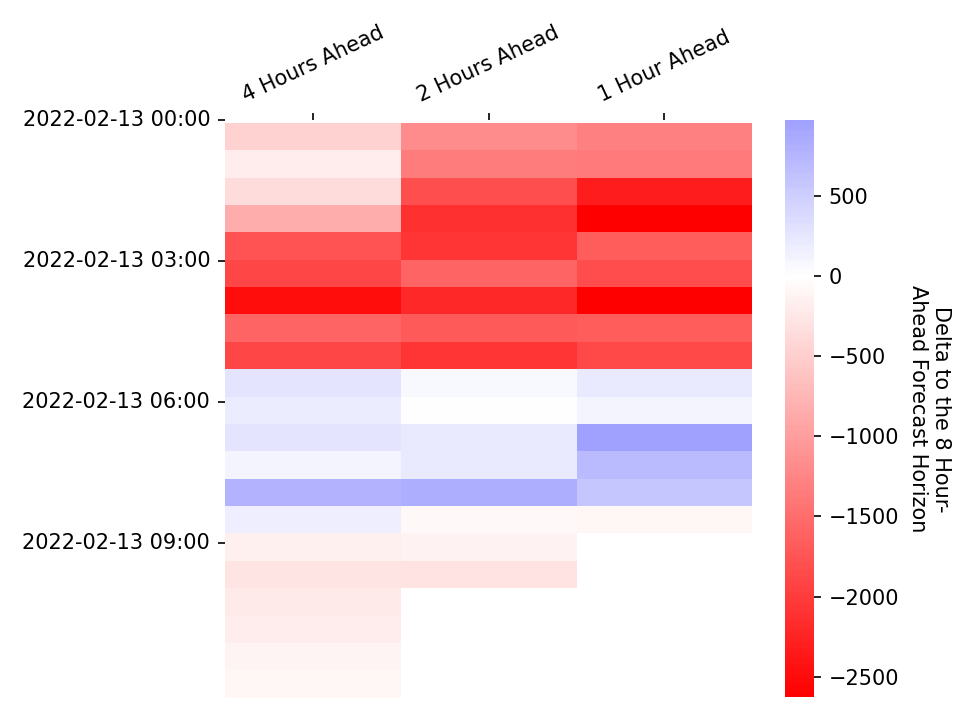 4 Hours Ahead
2 Hours Ahead
1 Hour Ahead
2022-02-13 00:00
2022-02-13 03:00
2022-02-13 06:00
2022-02-13 09:00
500
0
−500
−1000
−1500
−2000
−2500
Delta to the 8 Hour-
Ahead Forecast Horizon